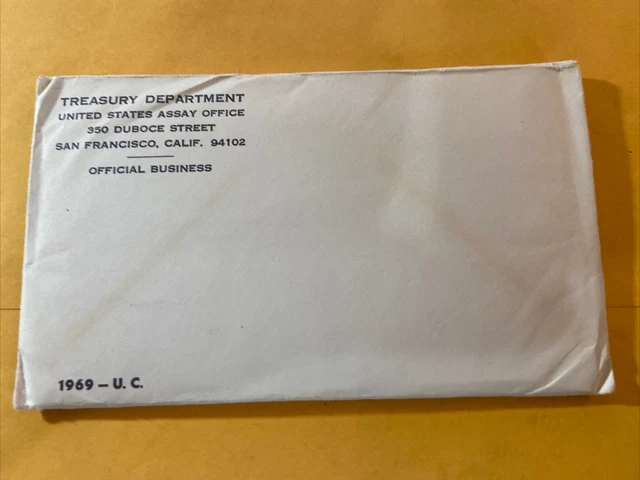 TREASURY DEPARTMENT
UNITED STATES ASSAY OFFICE
350 DUBOCE STREET
SAN FRANCISCO, CALIF. 94102
OFFICIAL BUSINESS
1969 – U. C.